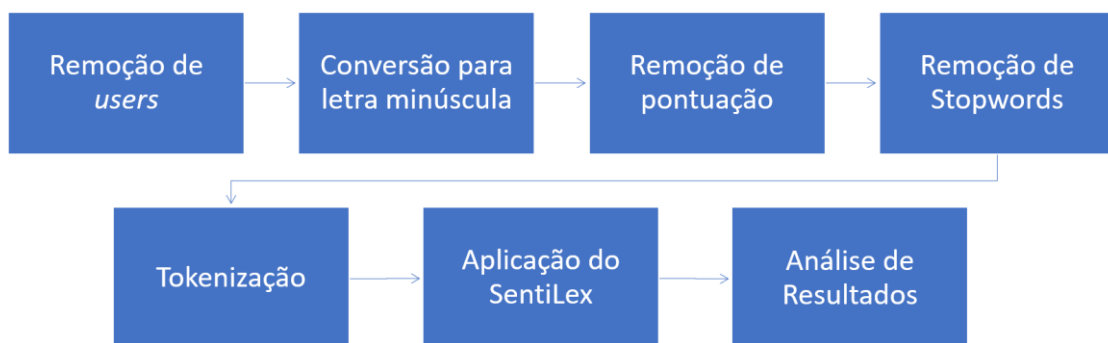 Remoção de
users
Conversão para
letra minúscula
Remoção de
pontuação
Remoção de
Stopwords
Tokenização
Aplicação do
SentiLex
Análise de
Resultados